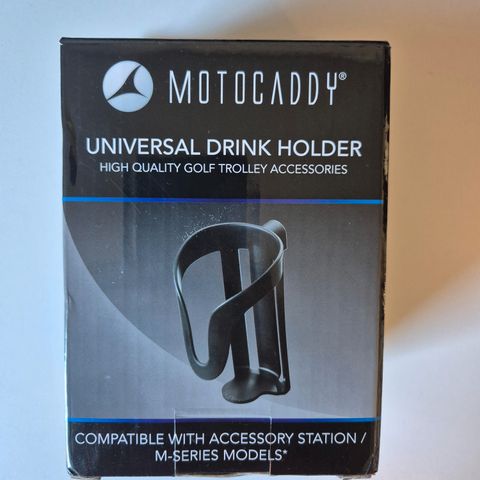 MOTOCADDY®
UNIVERSAL DRINK HOLDER
HIGH QUALITY GOLF TROLLEY ACCESSORIES
COMPATIBLE WITH ACCESSORY STATION /
M-SERIES MODELS*